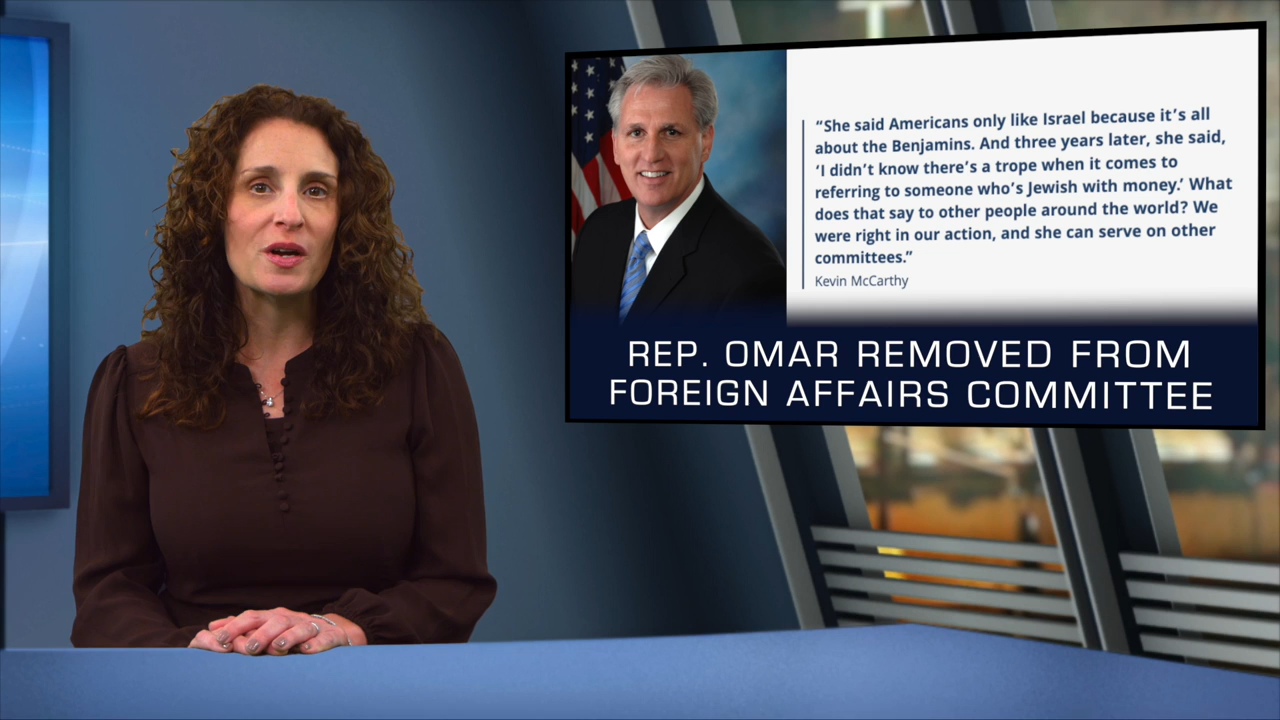 “She said Americans only like Israel because it’s all
about the Benjamins. And three years later, she said,
‘I didn’t know there’s a trope when it comes to
referring to someone who’s Jewish with money.’ What
does that say to other people around the world? We
were right in our action, and she can serve on other
committees.”
Kevin McCarthy
REP. OMAR REMOVED FROM
FOREIGN AFFAIRS COMMITTEE